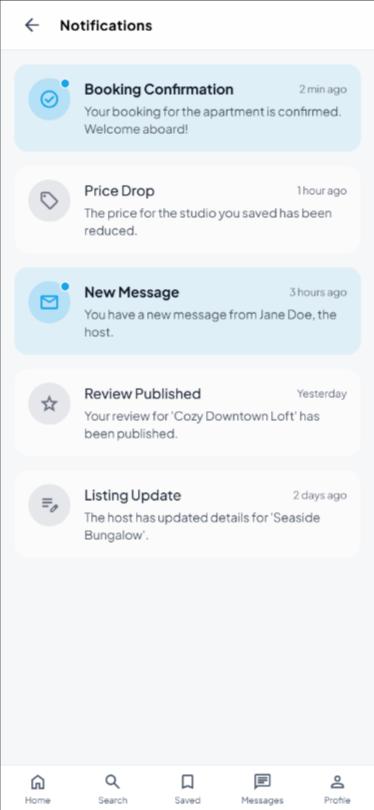 Notifications
Booking Confirmation
2 min ago
Your booking for the apartment is confirmed.
Welcome aboard!
Price Drop
1 hour ago
The price for the studio you saved has been
reduced.
New Message
3 hours ago
You have a new message from Jane Doe, the
host.
Review Published
Yesterday
Your review for 'Cozy Downtown Loft' has
been published.
Listing Update
2 days ago
The host has updated details for 'Seaside
Bungalow'.
Home
Search
Saved
Messages
Profile